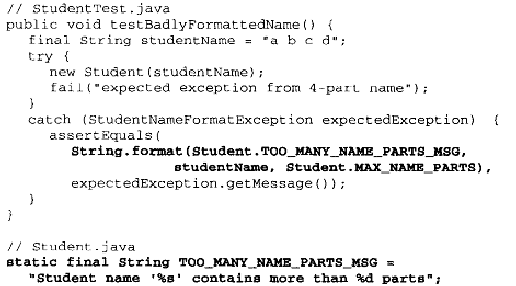 // StudentTest.java
public void testBadlyFormattedName() {
final String studentName = "a b c d";
try {
new Student(studentName);
fail("expected exception from 4-part name");
}
catch (StudentNameFormatException expectedException) {
assertEquals(
String.format(Student.TOO_MANY_NAME_PARTS_MSG,
studentName, Student.MAX_NAME_PARTS),
expectedException.getMessage());
}
}
// Student.java
static final String TOO_MANY_NAME_PARTS_MSG =
"Student name '%s' contains more than %d parts";